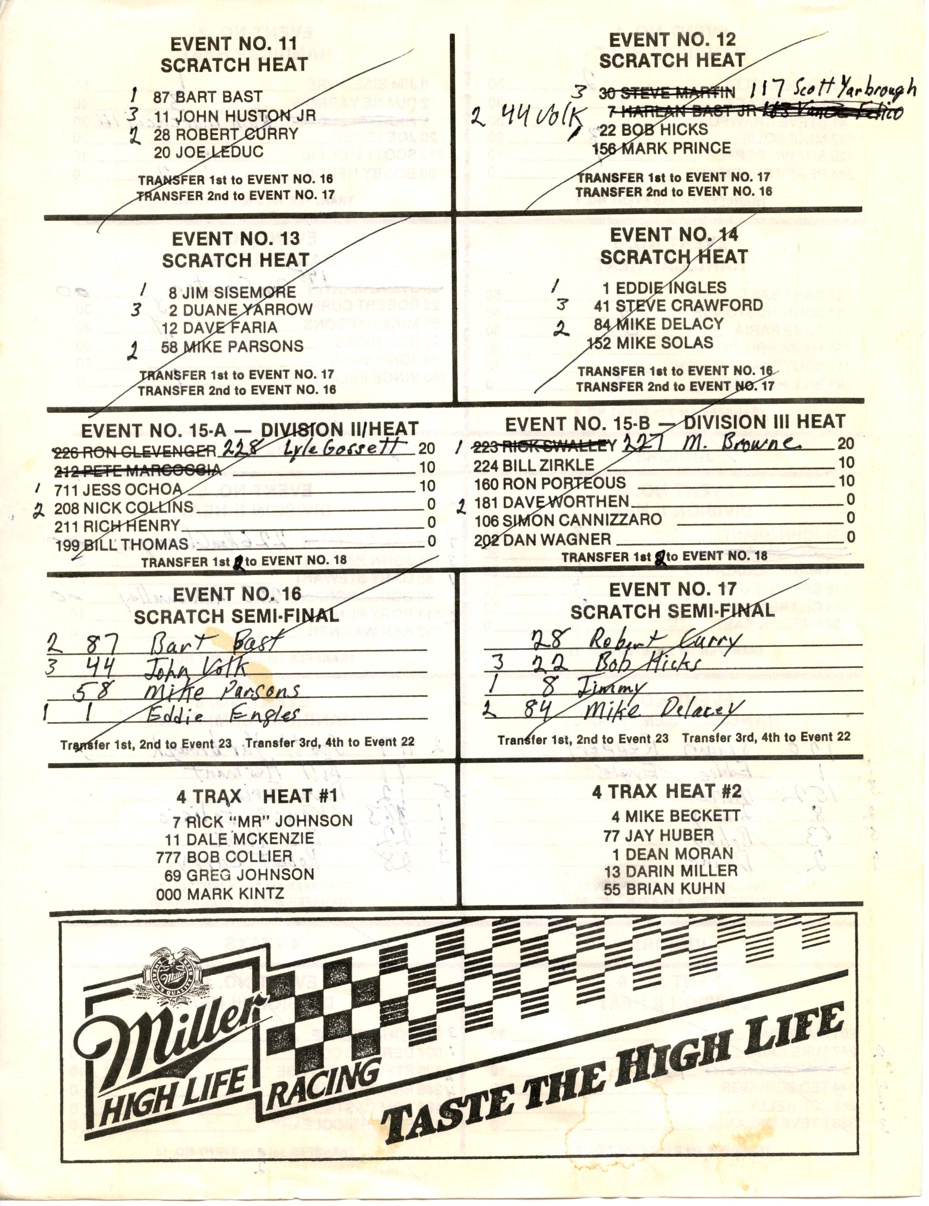 EVENT NO. 11
SCRATCH HEAT
1 87 BART BAST
3 11 JOHN HUSTON JR
2 28 ROBERT CURRY
20 JOE LEDUC
TRANSFER 1st to EVENT NO. 16
TRANSFER 2nd to EVENT NO. 17
EVENT NO. 12
SCRATCH HEAT
3 30 STEVE MARTIN 117 Scott Yarbrough
2 44 Volk 7 HARLAN BAST JR 163 Vance
1 22 BOB HICKS
156 MARK PRINCE
TRANSFER 1st to EVENT NO. 17
TRANSFER 2nd to EVENT NO. 16
EVENT NO. 13
SCRATCH HEAT
1 8 JIM SISEMORE
3 2 DUANE YARROW
12 DAVE FARIA
2 58 MIKE PARSONS
TRANSFER 1st to EVENT NO. 17
TRANSFER 2nd to EVENT NO. 16
EVENT NO. 14
SCRATCH HEAT
1 1 EDDIE INGLES
3 41 STEVE CRAWFORD
2 84 MIKE DELACY
152 MIKE SOLAS
TRANSFER 1st to EVENT NO. 16
TRANSFER 2nd to EVENT NO. 17
EVENT NO. 15-A — DIVISION II/HEAT
226 RON CLEVENGER 228 Lyle Gossett 20
212 PETE MARCOCCIA 10
1 711 JESS OCHOA 10
2 208 NICK COLLINS 0
211 RICH HENRY 0
199 BILL THOMAS 0
TRANSFER 1st 2 to EVENT NO. 18
EVENT NO. 15-B — DIVISION III HEAT
1 223 RICK SWALLEY 227 M. Browne 20
224 BILL ZIRKLE 10
160 RON PORTEOUS 10
2 181 DAVE WORTHEN 0
106 SIMON CANNIZZARO 0
202 DAN WAGNER 0
TRANSFER 1st 2 to EVENT NO. 18
EVENT NO. 16
SCRATCH SEMI-FINAL
2 87 Bart Bast
3 44 John Volk
58 Mike Parsons
1 1 Eddie Engles
Transfer 1st, 2nd to Event 23 Transfer 3rd, 4th to Event 22
EVENT NO. 17
SCRATCH SEMI-FINAL
28 Robert Curry
3 22 Bob Hicks
1 8 Jimmy
2 84 Mike Delacey
Transfer 1st, 2nd to Event 23 Transfer 3rd, 4th to Event 22
4 TRAX HEAT #1
7 RICK "MR" JOHNSON
11 DALE MCKENZIE
777 BOB COLLIER
69 GREG JOHNSON
000 MARK KINTZ
4 TRAX HEAT #2
4 MIKE BECKETT
77 JAY HUBER
1 DEAN MORAN
13 DARIN MILLER
55 BRIAN KUHN
Miller
HIGH LIFE RACING
TASTE THE HIGH LIFE